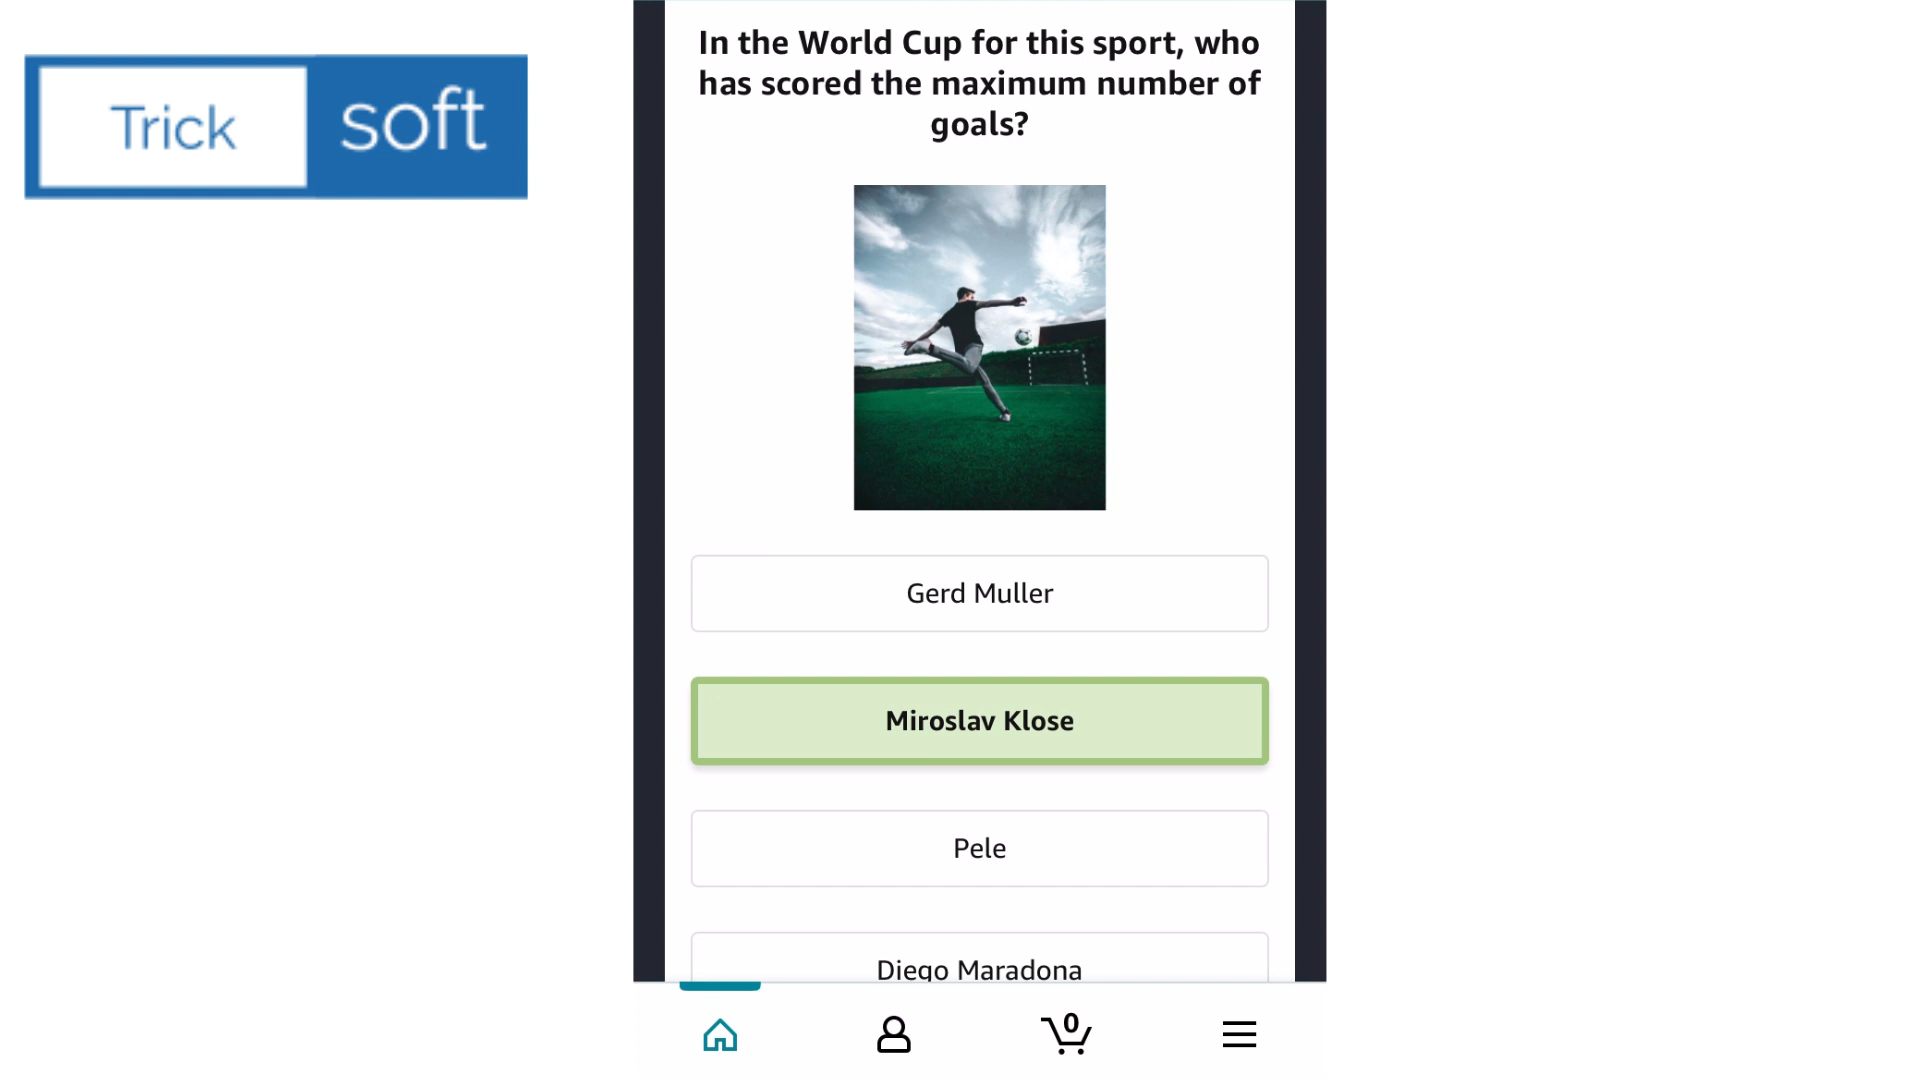 Trick soft
In the World Cup for this sport, who
has scored the maximum number of
goals?
Gerd Muller
Miroslav Klose
Pele
Diego Maradona
0